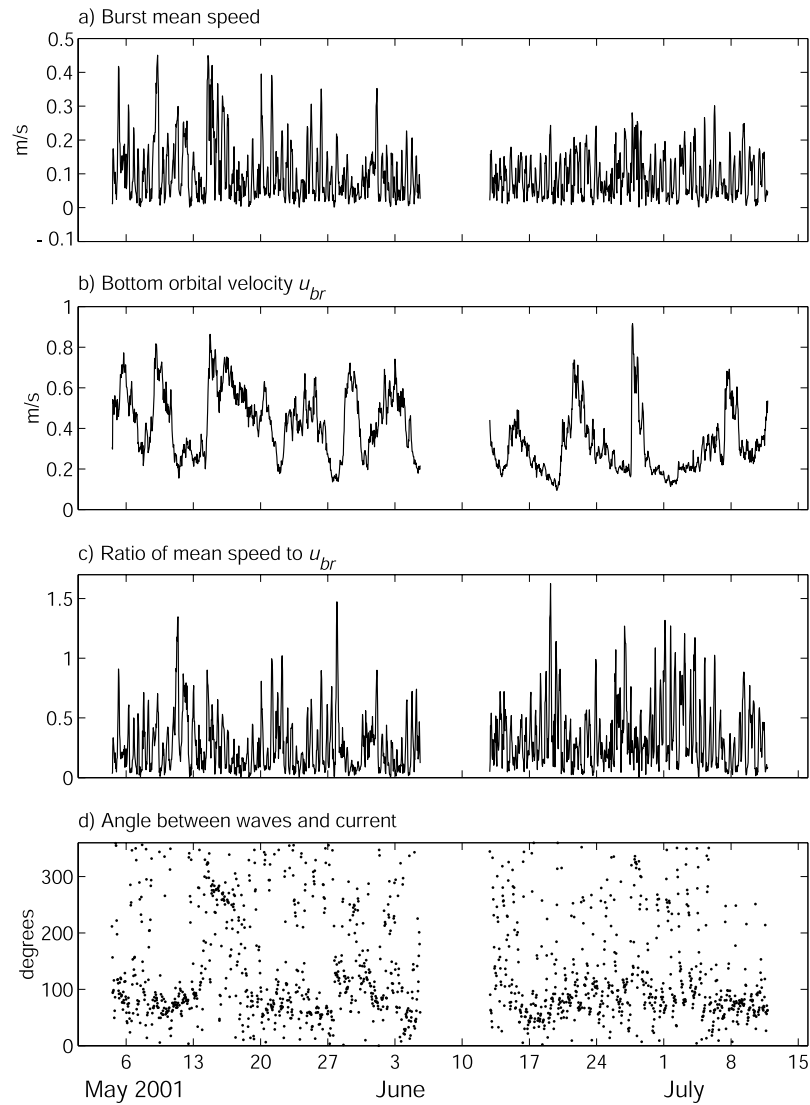 a) Burst mean speed
0.5
0.4
0.3
0.2
0.1
0
- 0.1
m/s
b) Bottom orbital velocity u_br
1
0.8
0.6
0.4
0.2
0
m/s
c) Ratio of mean speed to u_br
1.5
1
0.5
0
d) Angle between waves and current
300
200
100
0
degrees
6 13 20 27 3 10 17 24 1 8 15
May 2001 June July